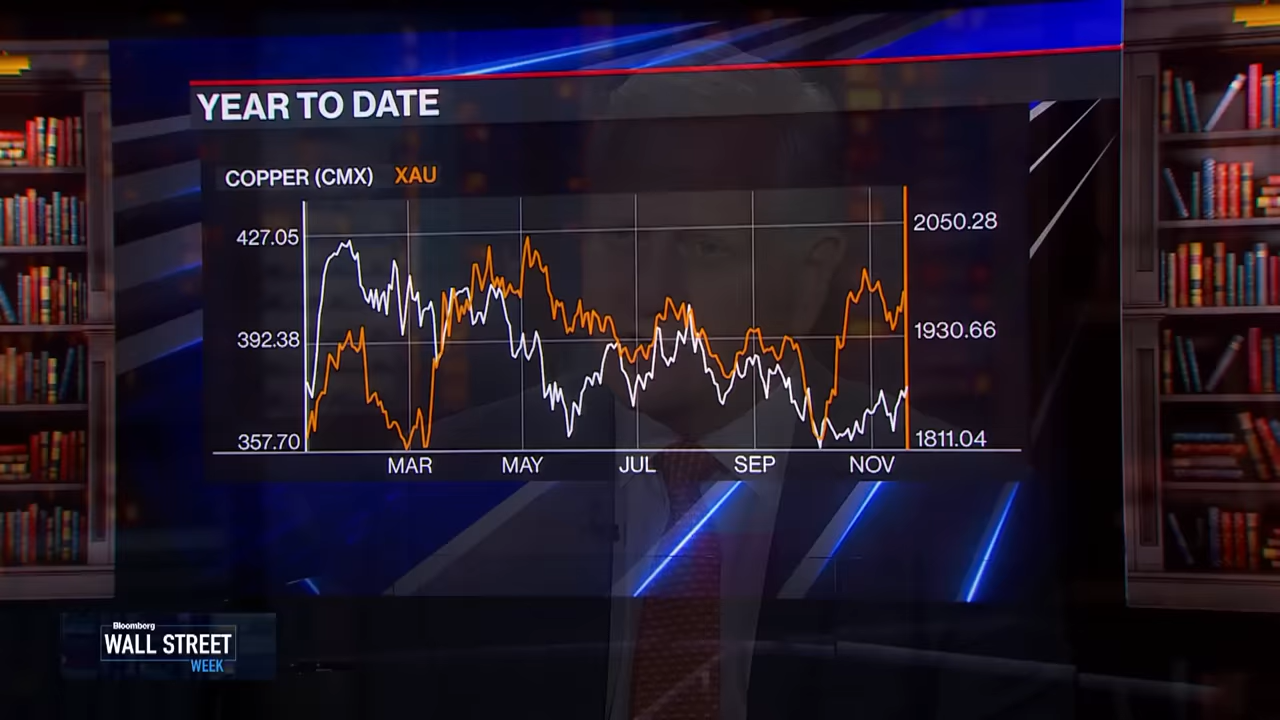 YEAR TO DATE
COPPER (CMX) XAU
427.05 2050.28
392.38 1930.66
357.70 1811.04
MAR MAY JUL SEP NOV
Bloomberg
WALL STREET
WEEK